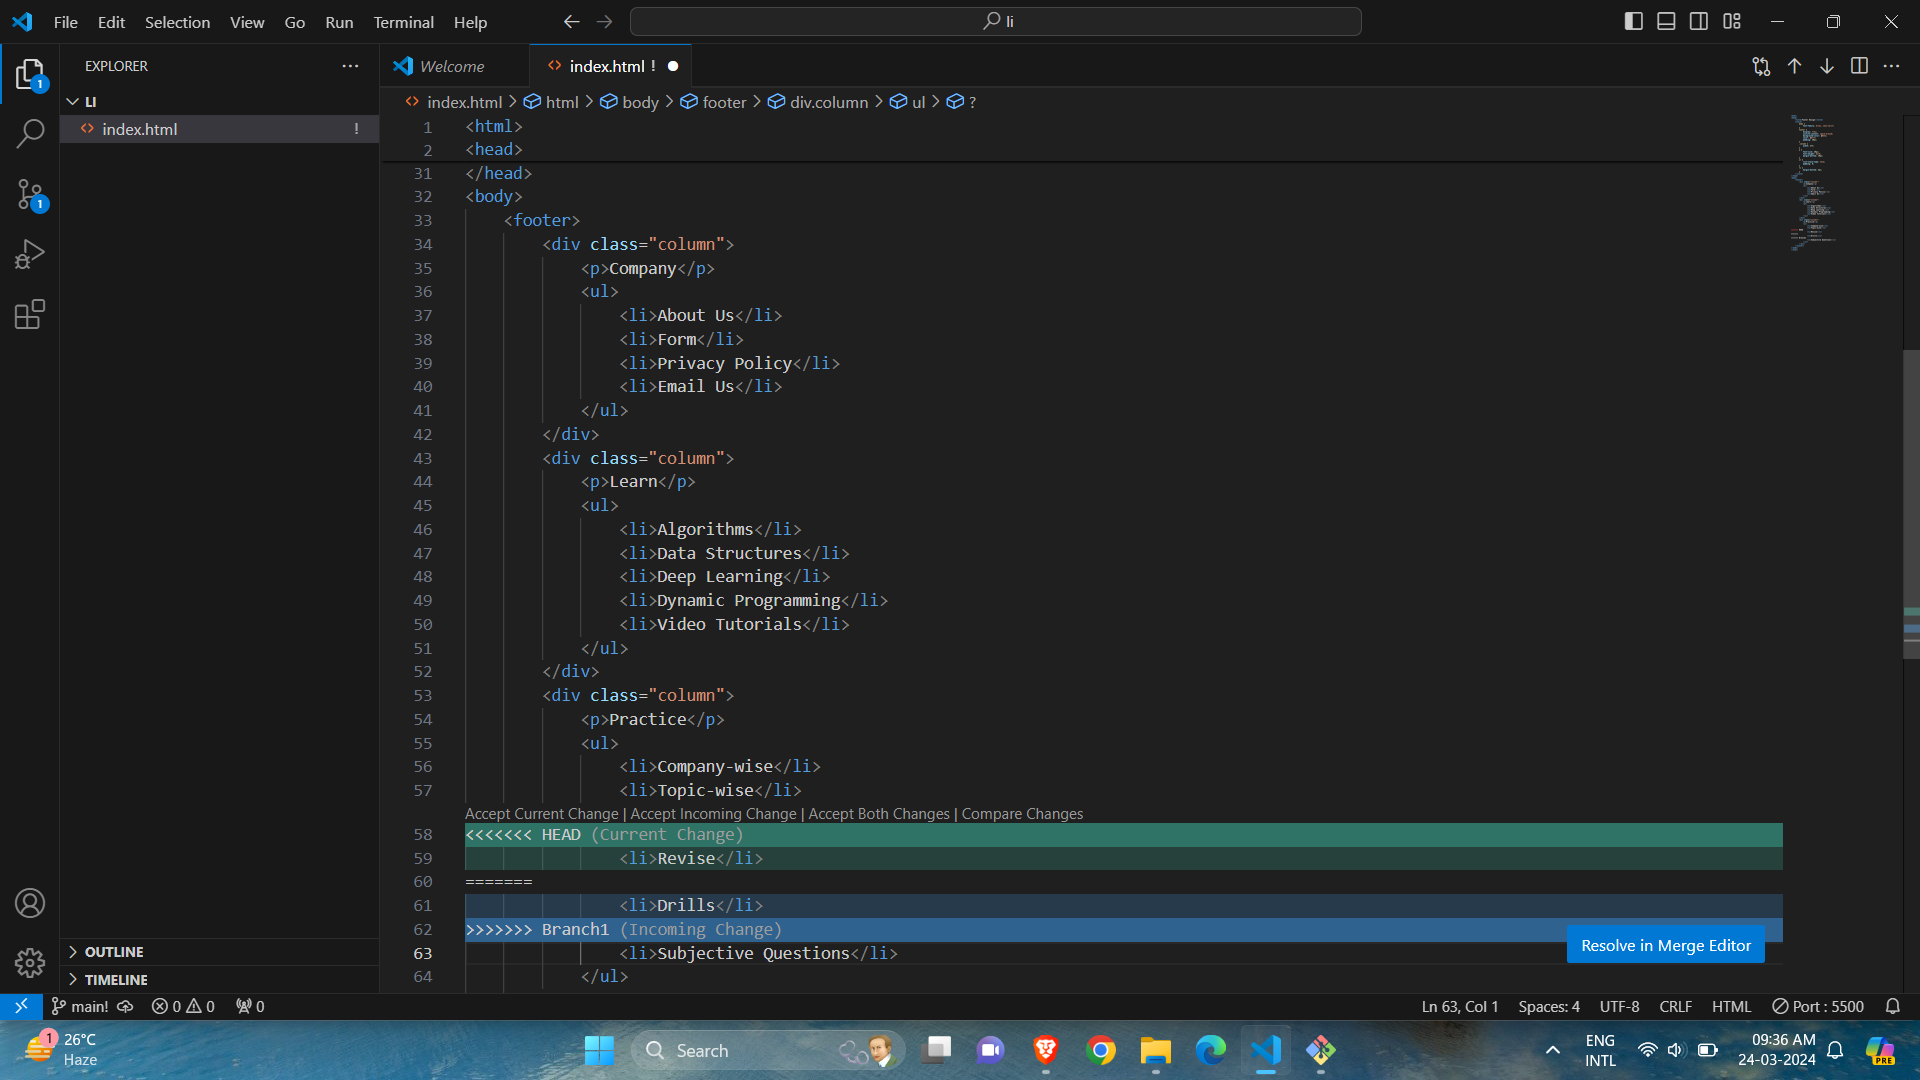 File Edit Selection View Go Run Terminal Help
li
EXPLORER
Welcome
index.html !
LI
index.html !
index.html html body footer div.column ul ?
1 <html>
2 <head>
31 </head>
32 <body>
33 <footer>
34 <div class="column">
35 <p>Company</p>
36 <ul>
37 <li>About Us</li>
38 <li>Form</li>
39 <li>Privacy Policy</li>
40 <li>Email Us</li>
41 </ul>
42 </div>
43 <div class="column">
44 <p>Learn</p>
45 <ul>
46 <li>Algorithms</li>
47 <li>Data Structures</li>
48 <li>Deep Learning</li>
49 <li>Dynamic Programming</li>
50 <li>Video Tutorials</li>
51 </ul>
52 </div>
53 <div class="column">
54 <p>Practice</p>
55 <ul>
56 <li>Company-wise</li>
57 <li>Topic-wise</li>
Accept Current Change | Accept Incoming Change | Accept Both Changes | Compare Changes
58 <<<<<<< HEAD (Current Change)
59 <li>Revise</li>
60 =======
61 <li>Drills</li>
62 >>>>>>> Branch1 (Incoming Change)
63 <li>Subjective Questions</li>
64 </ul>
Resolve in Merge Editor
1
1
OUTLINE
TIMELINE
main! 0 0 0
Ln 63, Col 1 Spaces: 4 UTF-8 CRLF HTML Port : 5500
1
26°C
Haze
Search
ENG
INTL
09:36 AM
24-03-2024
PRE